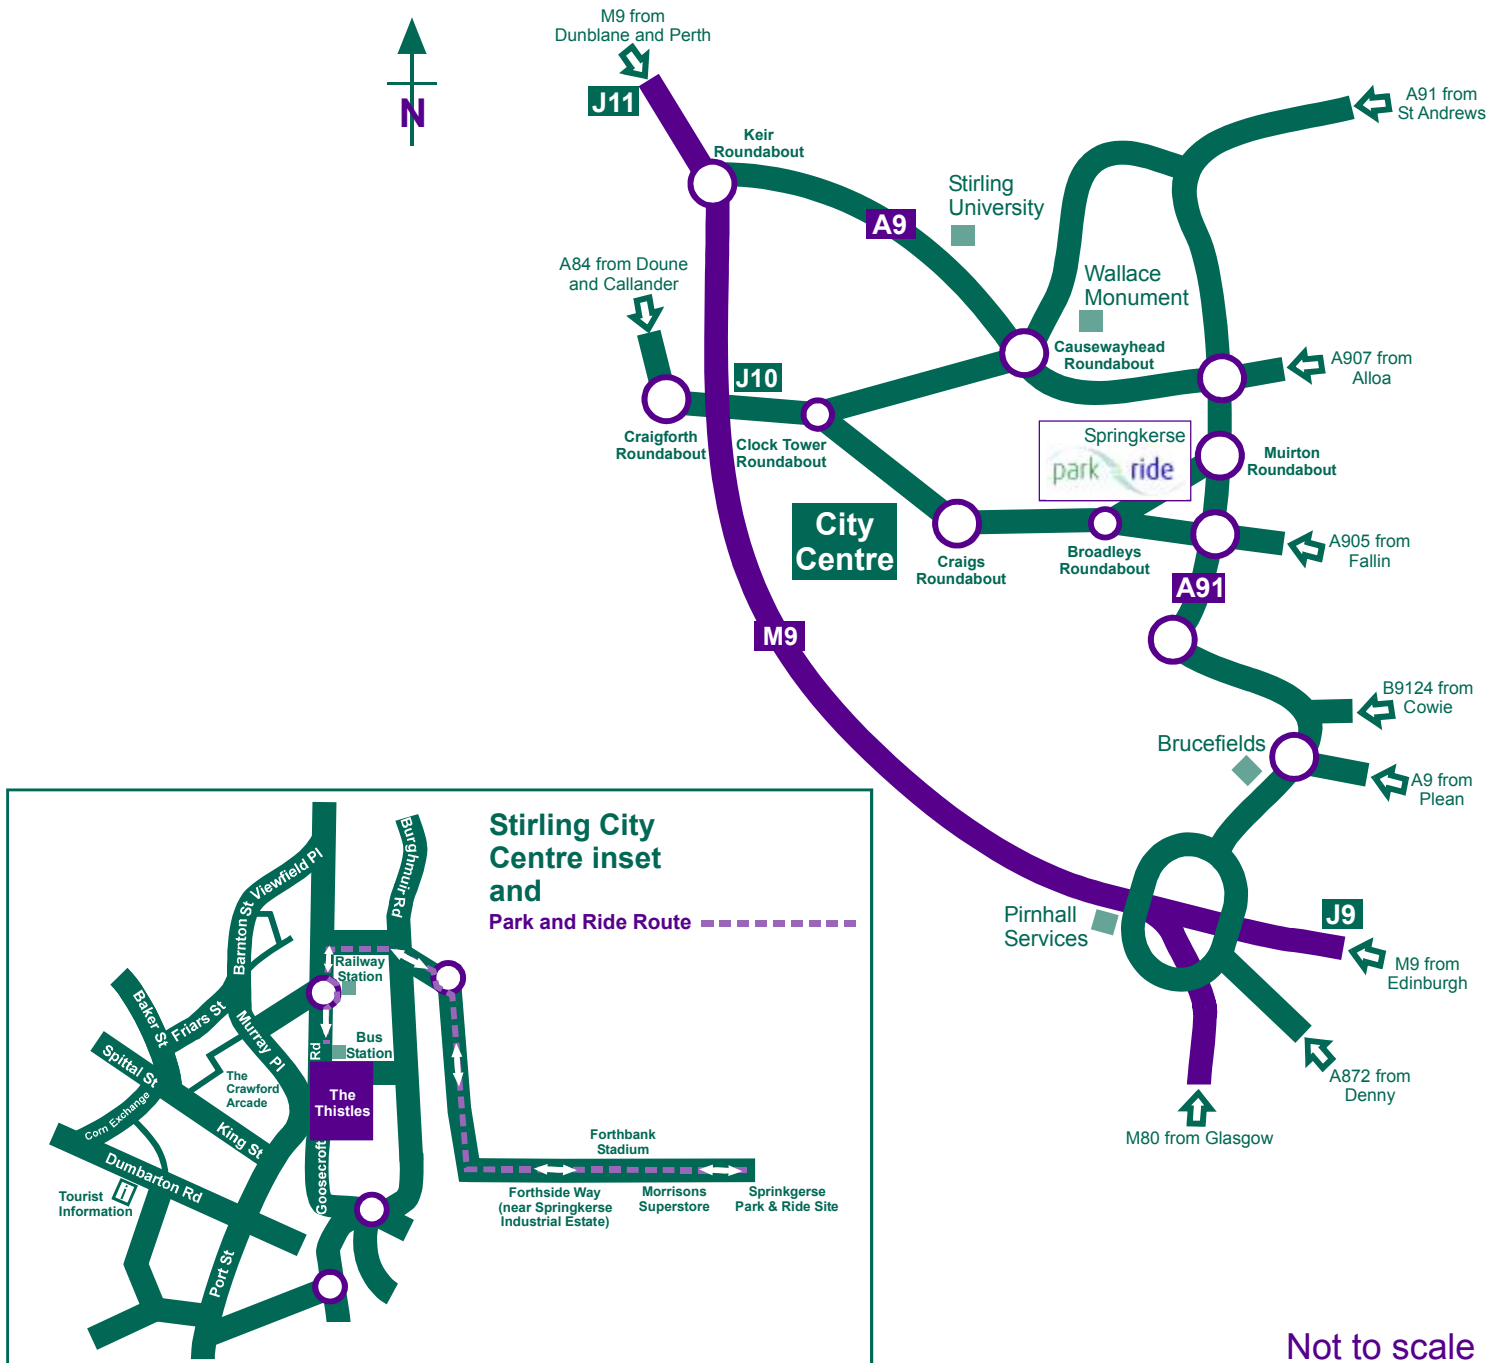 M9 from
Dunblane and Perth
J11
N
Keir
Roundabout
A91 from
St Andrews
Stirling
University
A9
A84 from Doune
and Callander
Wallace
Monument
Causewayhead
Roundabout
A907 from
Alloa
J10
Craigforth
Roundabout
Clock Tower
Roundabout
Springkerse
park ride
Muirton
Roundabout
City
Centre
Craigs
Roundabout
Broadleys
Roundabout
A905 from
Fallin
A91
M9
B9124 from
Cowie
Brucefields
A9 from
Plean
Pirnhall
Services
J9
M9 from
Edinburgh
A872 from
Denny
M80 from Glasgow
Stirling City
Centre inset
and
Park and Ride Route
Burghmuir Rd
Viewfield Pl
Barnton St
Railway
Station
Baker St
Friars St
Murray Pl
Spittal St
Rd
Bus
Station
The
Crawford
Arcade
The
Thistles
Corn Exchange
King St
Goosecroft
Dumbarton Rd
Tourist
Information
i
Port St
Forthbank
Stadium
Forthside Way
(near Springkerse
Industrial Estate)
Morrisons
Superstore
Sprinkgerse
Park & Ride Site
Not to scale